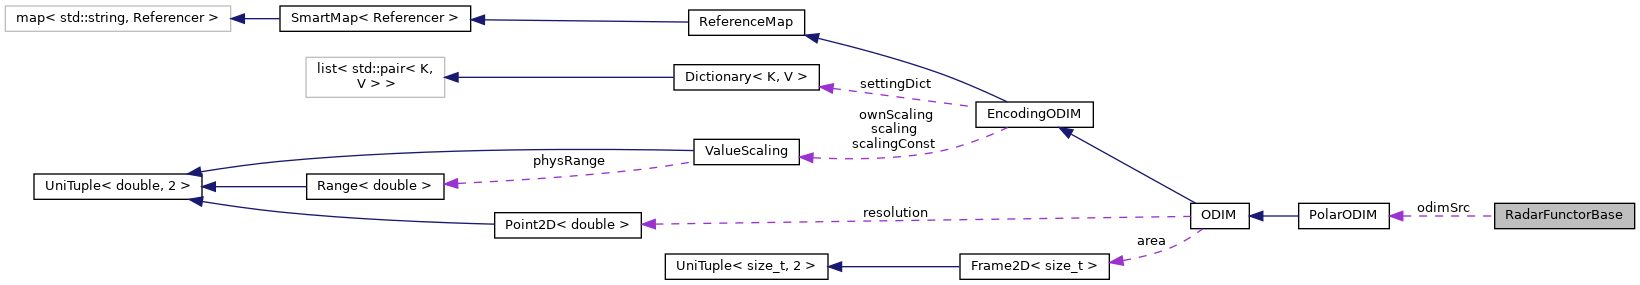 map< std::string, Referencer >
SmartMap< Referencer >
ReferenceMap
list< std::pair< K,
V > >
Dictionary< K, V >
settingDict
EncodingODIM
ownScaling
scaling
scalingConst
ValueScaling
physRange
UniTuple< double, 2 >
Range< double >
Point2D< double >
resolution
ODIM
PolarODIM
odimSrc
RadarFunctorBase
area
UniTuple< size_t, 2 >
Frame2D< size_t >